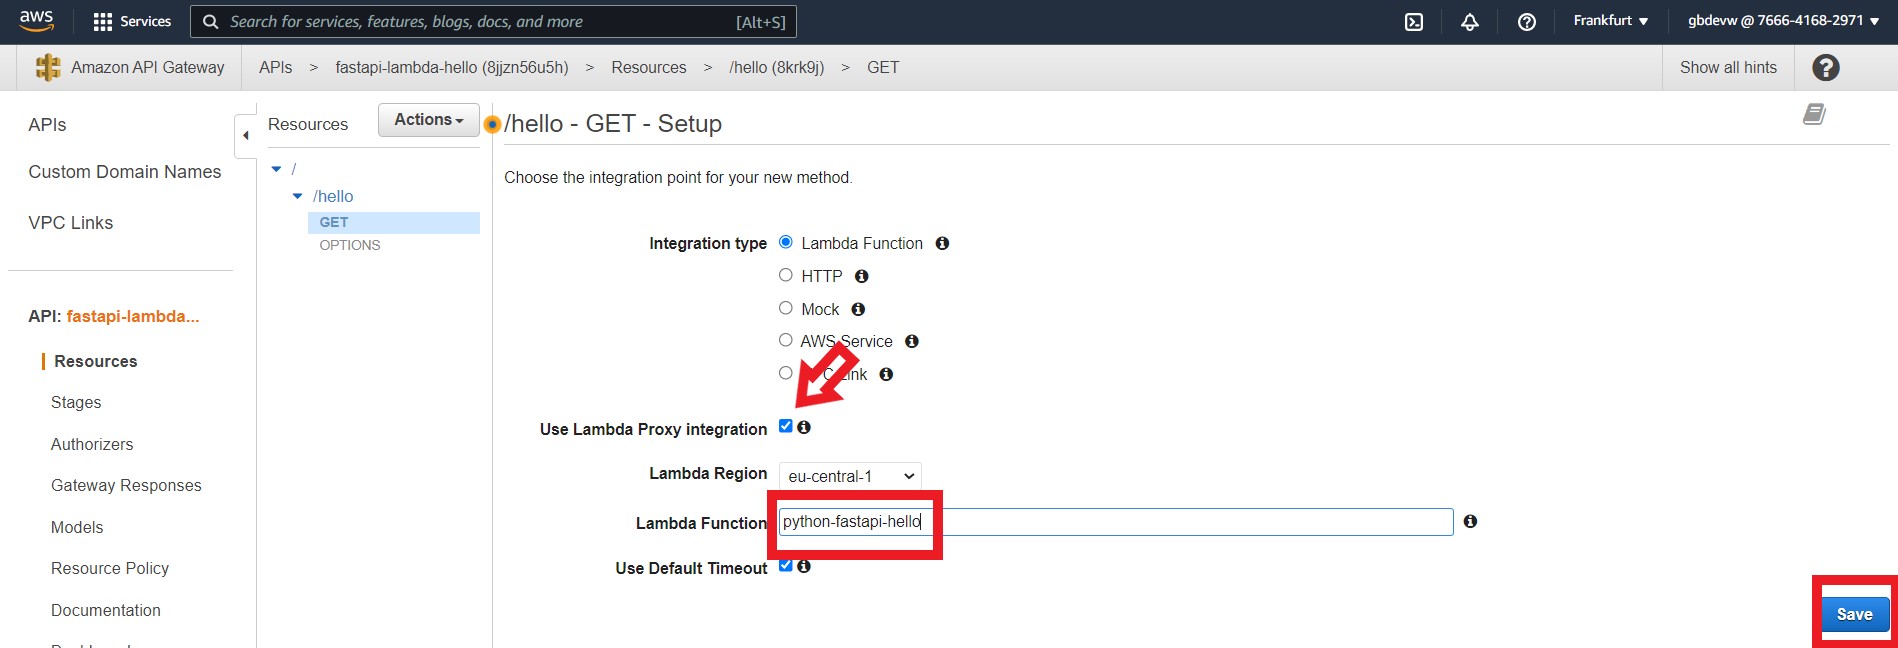 aws Services Search for services, features, blogs, docs, and more [Alt+S] Frankfurt gbdevw @ 7666-4168-2971
Amazon API Gateway APIs > fastapi-lambda-hello (8jjzn56u5h) > Resources > /hello (8krk9j) > GET Show all hints ?
APIs
Custom Domain Names
VPC Links
API: fastapi-lambda...
Resources
Stages
Authorizers
Gateway Responses
Models
Resource Policy
Documentation
Resources Actions
/
/hello
GET
OPTIONS
/hello - GET - Setup
Choose the integration point for your new method.
Integration type Lambda Function
HTTP
Mock
AWS Service
Link
Use Lambda Proxy integration
Lambda Region eu-central-1
Lambda Function python-fastapi-hello
Use Default Timeout
Save